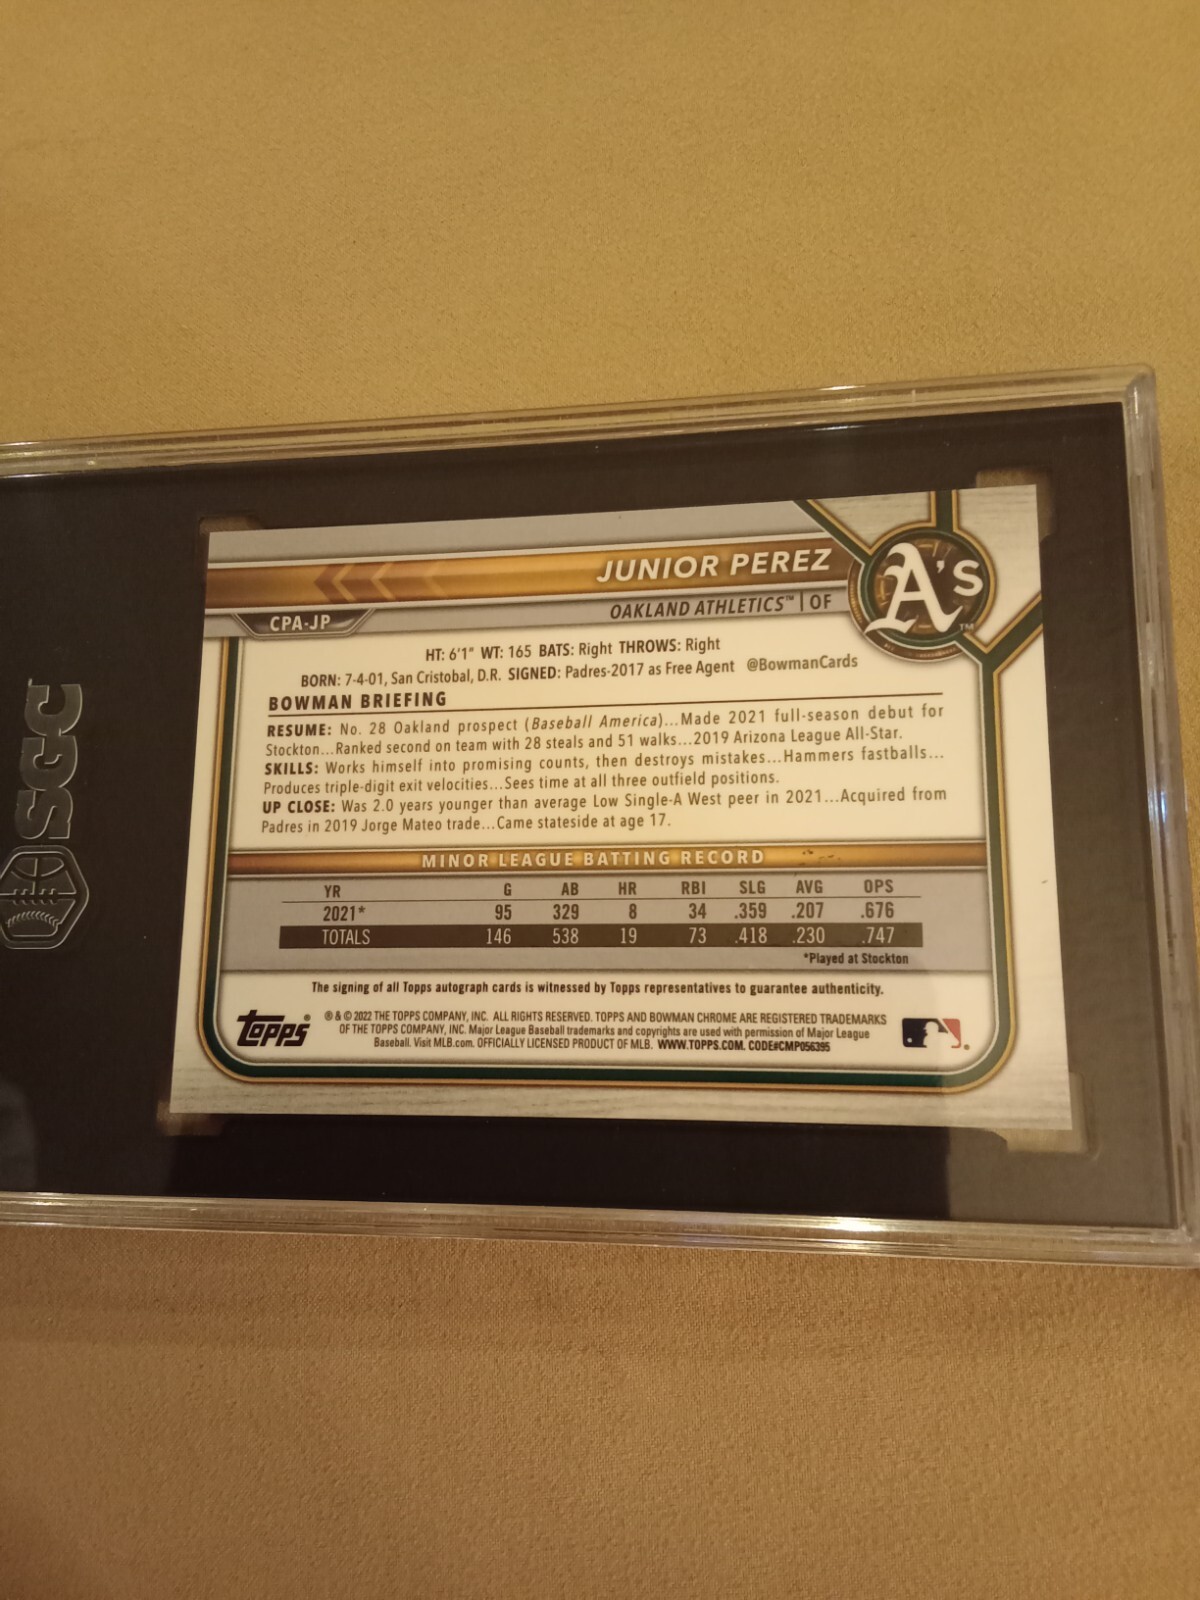 SGC
JUNIOR PEREZ
A's™
OAKLAND ATHLETICS™ | OF
CPA-JP
HT: 6'1" WT: 165 BATS: Right THROWS: Right
BORN: 7-4-01, San Cristobal, D.R. SIGNED: Padres-2017 as Free Agent @BowmanCards
BOWMAN BRIEFING
RESUME: No. 28 Oakland prospect (Baseball America)...Made 2021 full-season debut for
Stockton...Ranked second on team with 28 steals and 51 walks...2019 Arizona League All-Star.
SKILLS: Works himself into promising counts, then destroys mistakes...Hammers fastballs...
Produces triple-digit exit velocities...Sees time at all three outfield positions.
UP CLOSE: Was 2.0 years younger than average Low Single-A West peer in 2021...Acquired from
Padres in 2019 Jorge Mateo trade...Came stateside at age 17.
MINOR LEAGUE BATTING RECORD
YR G AB HR RBI SLG AVG OPS
2021* 95 329 8 34 .359 .207 .676
TOTALS 146 538 19 73 .418 .230 .747
*Played at Stockton
The signing of all Topps autograph cards is witnessed by Topps representatives to guarantee authenticity.
Topps®
® & © 2022 THE TOPPS COMPANY, INC. ALL RIGHTS RESERVED. TOPPS AND BOWMAN CHROME ARE REGISTERED TRADEMARKS
OF THE TOPPS COMPANY, INC. Major League Baseball trademarks and copyrights are used with permission of Major League
Baseball. Visit MLB.com. OFFICIALLY LICENSED PRODUCT OF MLB. WWW.TOPPS.COM. CODE#CMP056395